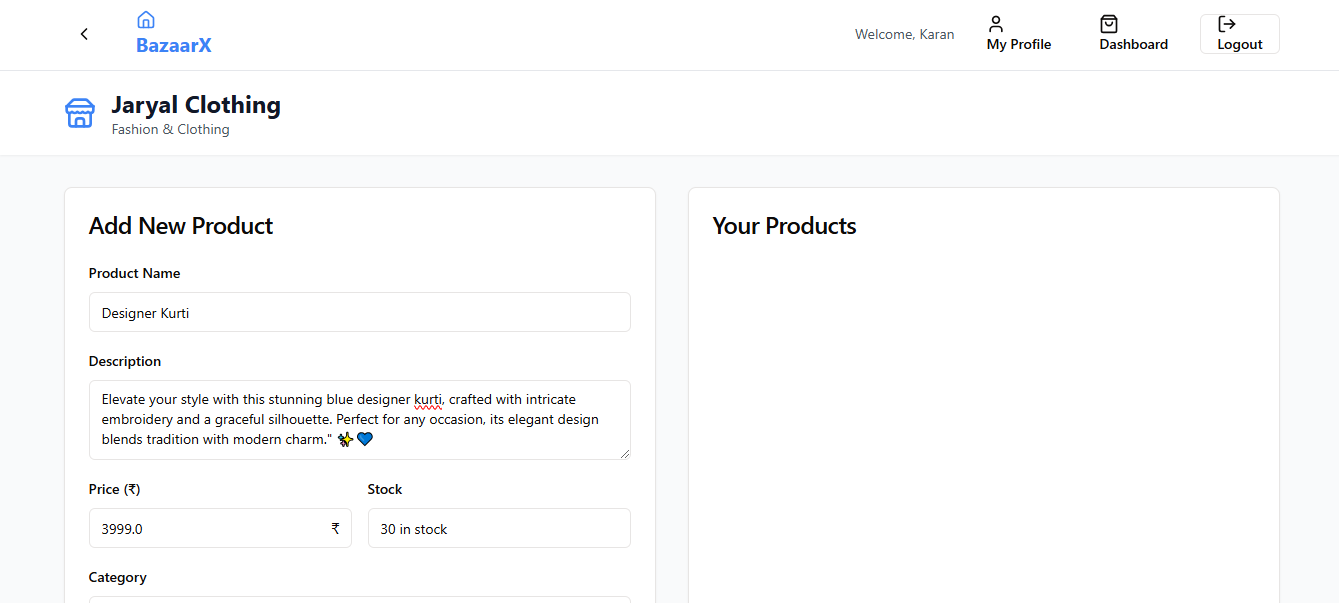 BazaarX
Welcome, Karan
My Profile
Dashboard
Logout
Jaryal Clothing
Fashion & Clothing
Add New Product
Product Name
Designer Kurti
Description
Elevate your style with this stunning blue designer kurti, crafted with intricate
embroidery and a graceful silhouette. Perfect for any occasion, its elegant design
blends tradition with modern charm." ✨💙
Price (₹)
Stock
3999.0 ₹
30 in stock
Category
Your Products